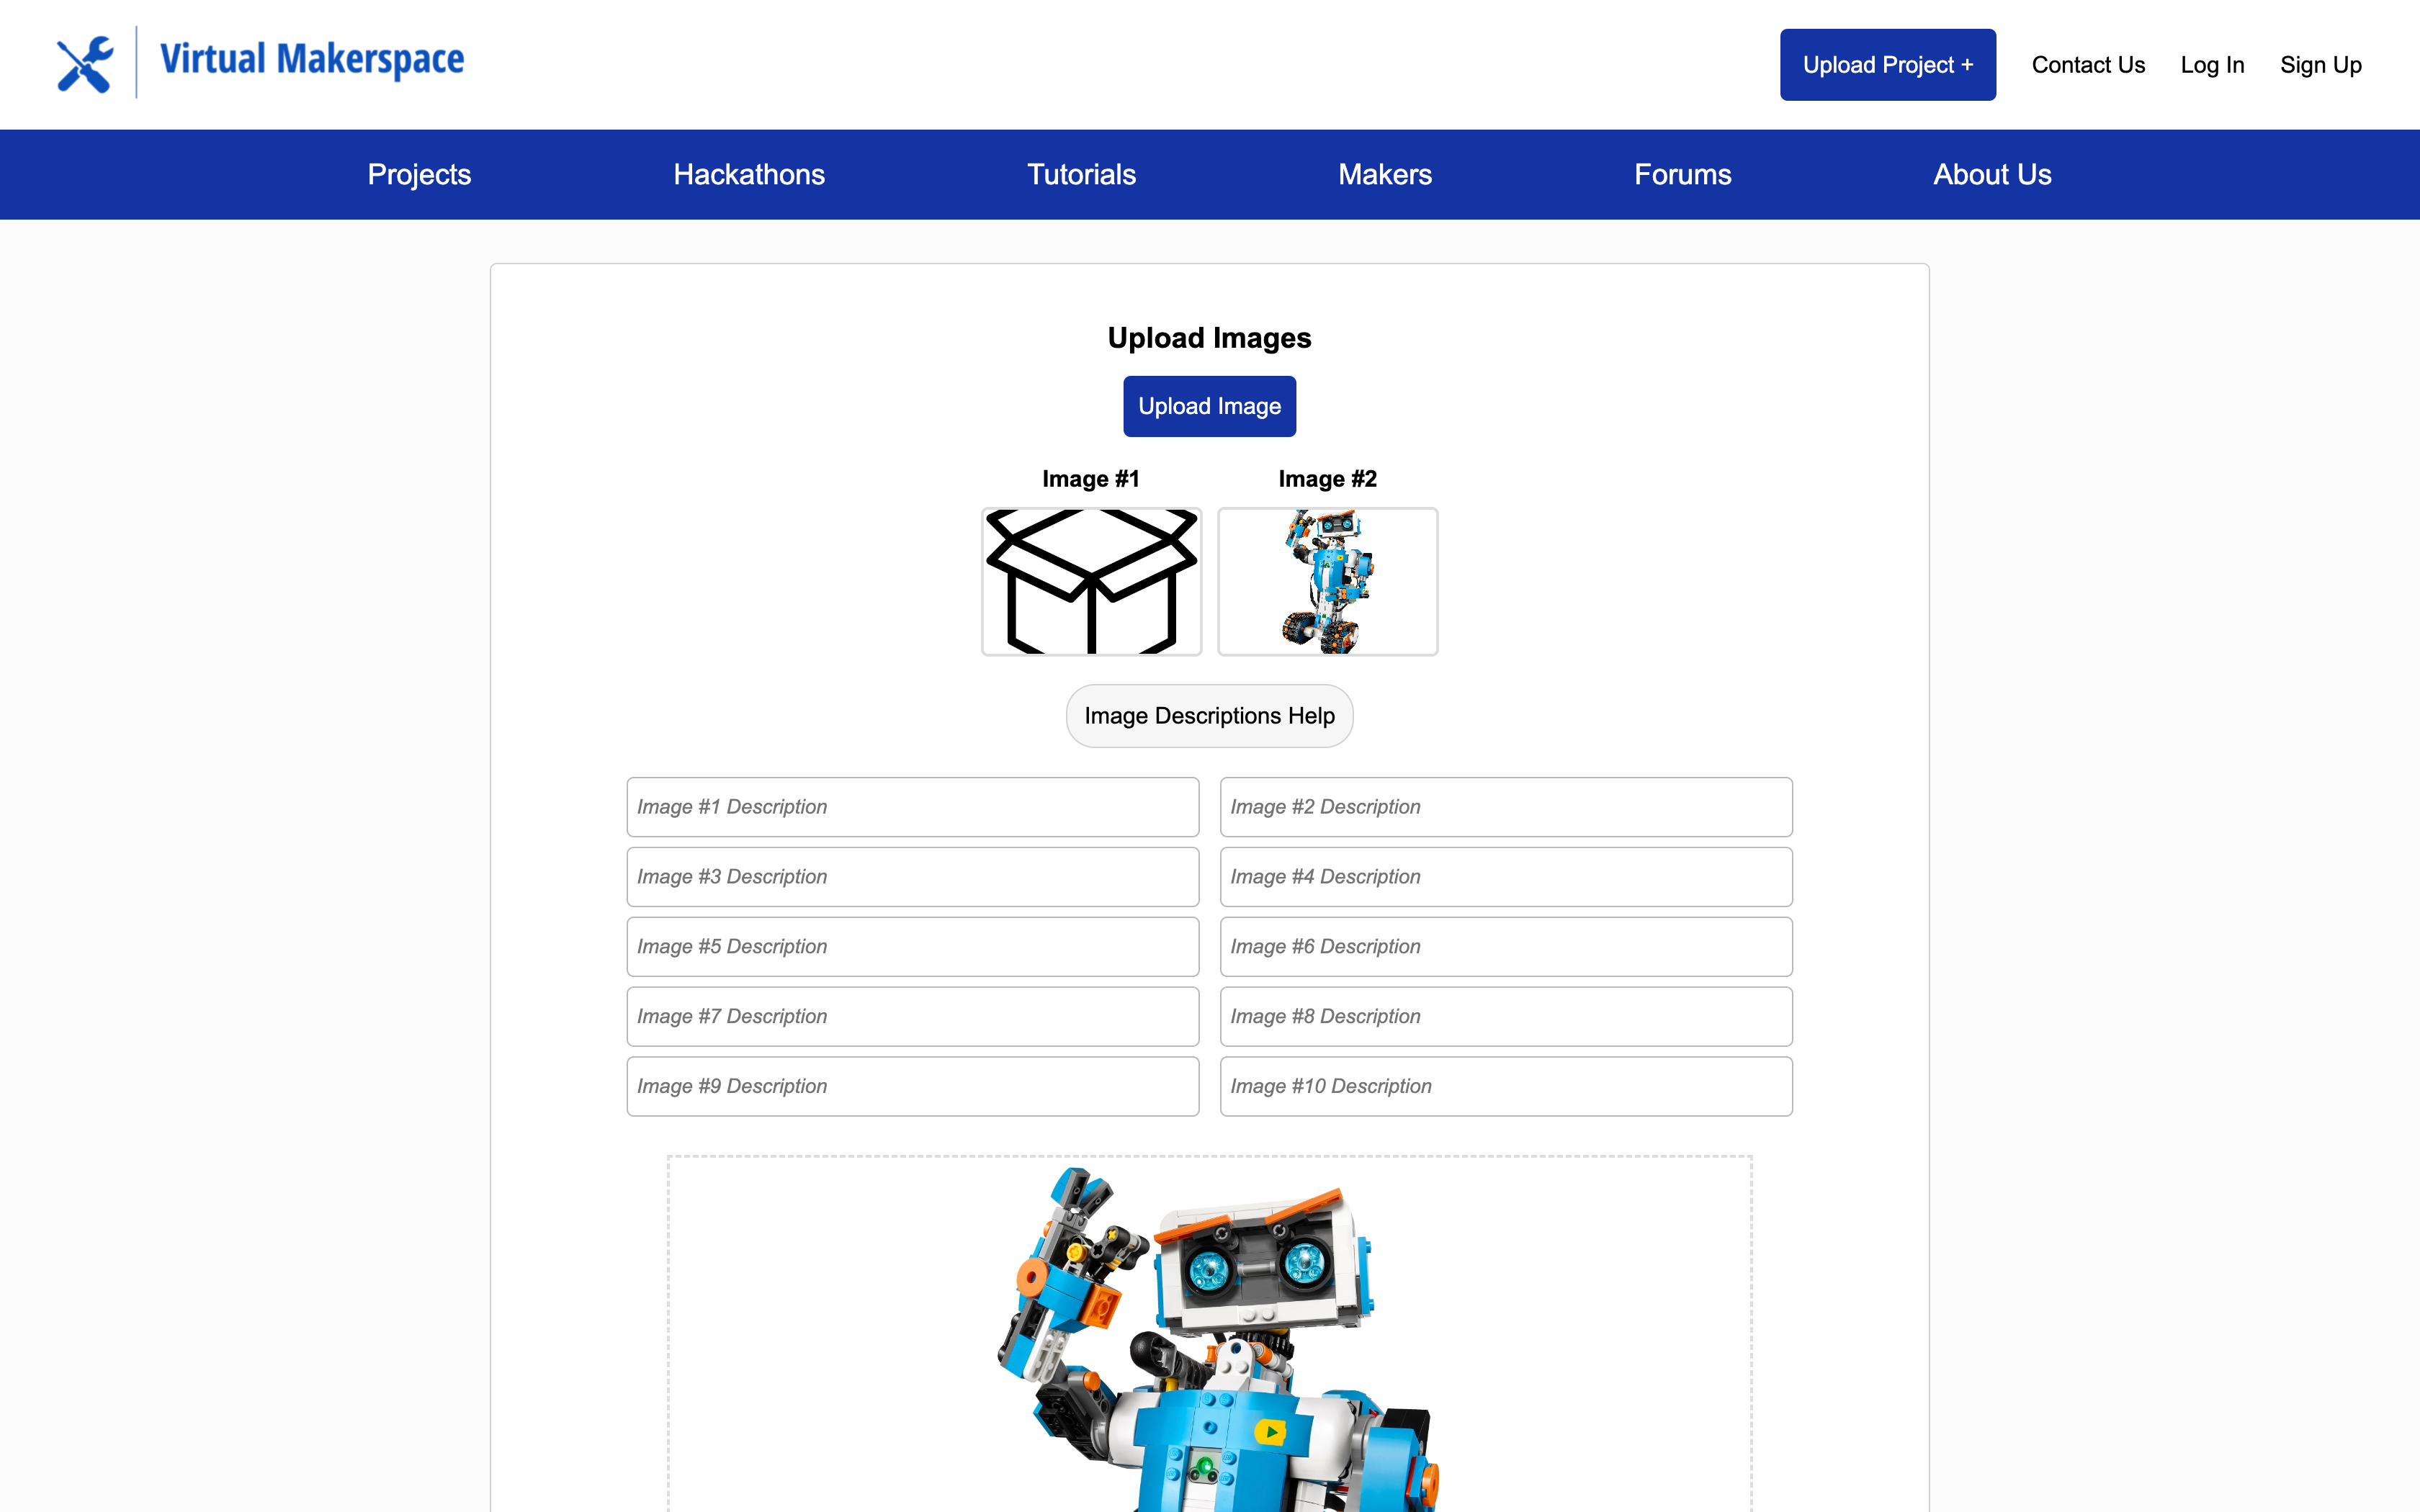 Virtual Makerspace
Upload Project +
Contact Us
Log In
Sign Up
Projects
Hackathons
Tutorials
Makers
Forums
About Us
Upload Images
Upload Image
Image #1
Image #2
Image Descriptions Help
Image #1 Description
Image #2 Description
Image #3 Description
Image #4 Description
Image #5 Description
Image #6 Description
Image #7 Description
Image #8 Description
Image #9 Description
Image #10 Description